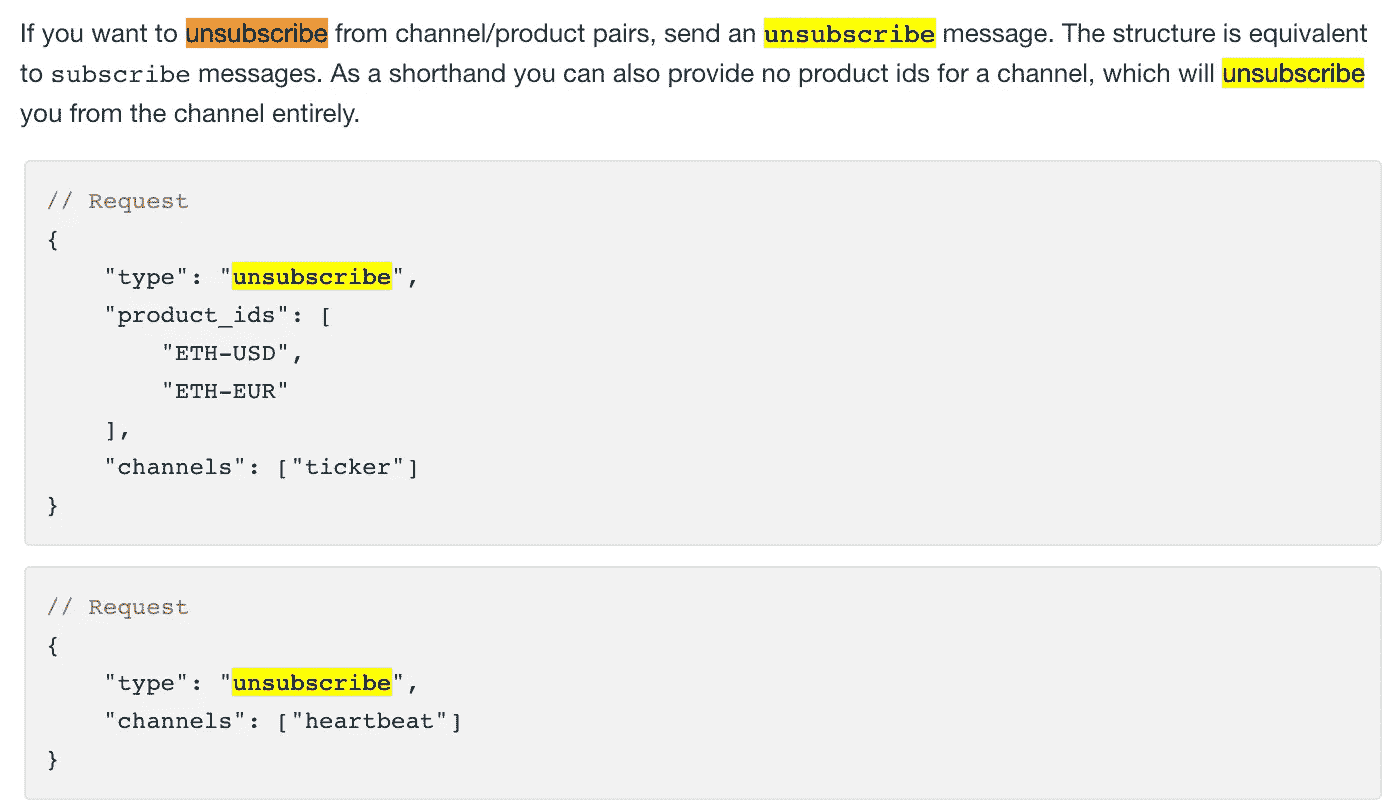 If you want to unsubscribe from channel/product pairs, send an unsubscribe message. The structure is equivalent
to subscribe messages. As a shorthand you can also provide no product ids for a channel, which will unsubscribe
you from the channel entirely.
// Request
{
    "type": "unsubscribe",
    "product_ids": [
        "ETH-USD",
        "ETH-EUR"
    ],
    "channels": ["ticker"]
}
// Request
{
    "type": "unsubscribe",
    "channels": ["heartbeat"]
}